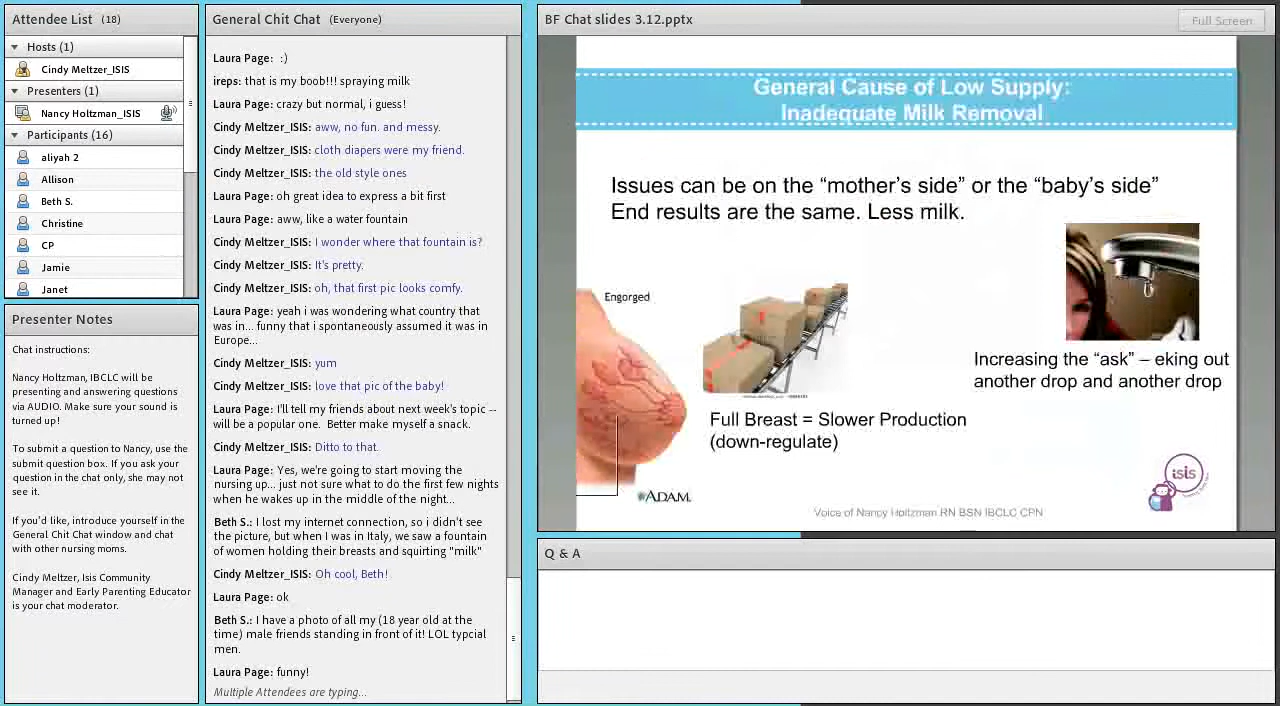 Attendee List (18)
Hosts (1)
Cindy Meltzer_ISIS
Presenters (1)
Nancy Holtzman_ISIS
Participants (16)
aliyah 2
Allison
Beth S.
Christine
CP
Jamie
Janet
Presenter Notes
Chat instructions:
Nancy Holtzman, IBCLC will be
presenting and answering questions
via AUDIO. Make sure your sound is
turned up!
To submit a question to Nancy, use the
submit question box. If you ask your
question in the chat only, she may not
see it.
If you'd like, introduce yourself in the
General Chit Chat window and chat
with other nursing moms.
Cindy Meltzer, Isis Community
Manager and Early Parenting Educator
is your chat moderator.
General Chit Chat (Everyone)
Laura Page: :)
ireps: that is my boob!!! spraying milk
Laura Page: crazy but normal, i guess!
Cindy Meltzer_ISIS: aww, no fun. and messy.
Cindy Meltzer_ISIS: cloth diapers were my friend.
Cindy Meltzer_ISIS: the old style ones
Laura Page: oh great idea to express a bit first
Laura Page: aww, like a water fountain
Cindy Meltzer_ISIS: I wonder where that fountain is?
Cindy Meltzer_ISIS: It's pretty.
Cindy Meltzer_ISIS: oh, that first pic looks comfy.
Laura Page: yeah i was wondering what country that
was in... funny that i spontaneously assumed it was in
Europe...
Cindy Meltzer_ISIS: yum
Cindy Meltzer_ISIS: love that pic of the baby!
Laura Page: I'll tell my friends about next week's topic --
will be a popular one. Better make myself a snack.
Cindy Meltzer_ISIS: Ditto to that.
Laura Page: Yes, we're going to start moving the
nursing up... just not sure what to do the first few nights
when he wakes up in the middle of the night...
Beth S.: I lost my internet connection, so i didn't see
the picture, but when I was in Italy, we saw a fountain
of women holding their breasts and squirting "milk"
Cindy Meltzer_ISIS: Oh cool, Beth!
Laura Page: ok
Beth S.: I have a photo of all my (18 year old at the
time) male friends standing in front of it! LOL typcial
men.
Laura Page: funny!
Multiple Attendees are typing...
BF Chat slides 3.12.pptx
Full Screen
General Cause of Low Supply:
Inadequate Milk Removal
Issues can be on the “mother’s side” or the “baby’s side”
End results are the same. Less milk.
Engorged
Increasing the “ask” – eking out
another drop and another drop
Full Breast = Slower Production
(down-regulate)
ADAM.
isis
Voice of Nancy Holtzman RN BSN IBCLC CPN
Q & A